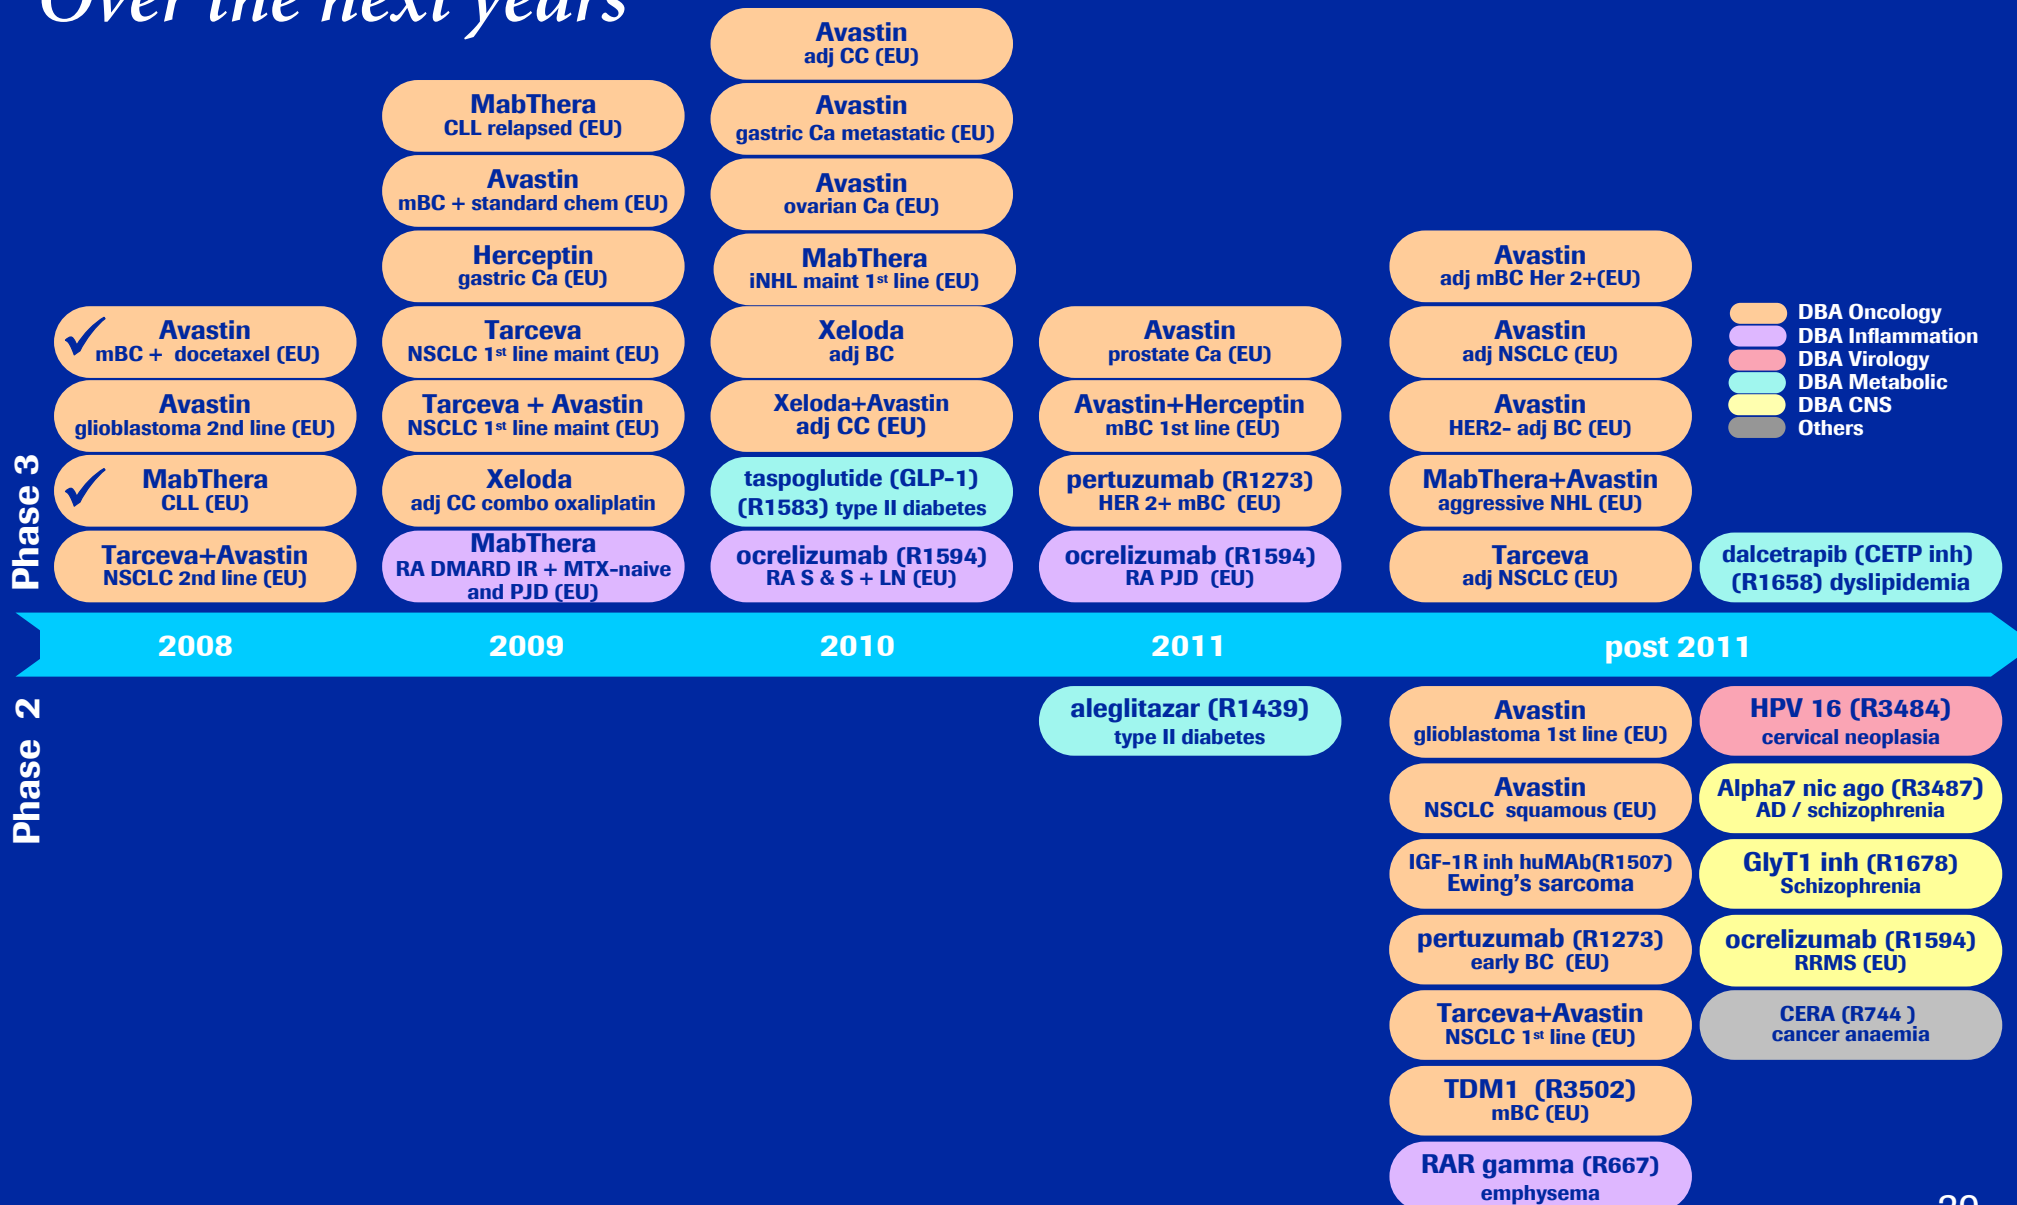 Over the next years
Avastin
adj CC (EU)
MabThera
CLL relapsed (EU)
Avastin
gastric Ca metastatic (EU)
Avastin
mBC + standard chem (EU)
Avastin
ovarian Ca (EU)
Herceptin
gastric Ca (EU)
MabThera
iNHL maint 1st line (EU)
Avastin
adj mBC Her 2+(EU)
Avastin
mBC + docetaxel (EU)
Tarceva
NSCLC 1st line maint (EU)
Xeloda
adj BC
Avastin
prostate Ca (EU)
Avastin
adj NSCLC (EU)
DBA Oncology
DBA Inflammation
DBA Virology
DBA Metabolic
DBA CNS
Others
Avastin
glioblastoma 2nd line (EU)
Tarceva + Avastin
NSCLC 1st line maint (EU)
Xeloda+Avastin
adj CC (EU)
Avastin+Herceptin
mBC 1st line (EU)
Avastin
HER2- adj BC (EU)
Phase 3
MabThera
CLL (EU)
Xeloda
adj CC combo oxaliplatin
taspoglutide (GLP-1)
(R1583) type II diabetes
pertuzumab (R1273)
HER 2+ mBC (EU)
MabThera+Avastin
aggressive NHL (EU)
Tarceva+Avastin
NSCLC 2nd line (EU)
MabThera
RA DMARD IR + MTX-naive
and PJD (EU)
ocrelizumab (R1594)
RA S & S + LN (EU)
ocrelizumab (R1594)
RA PJD (EU)
Tarceva
adj NSCLC (EU)
dalcetrapib (CETP inh)
(R1658) dyslipidemia
2008
2009
2010
2011
post 2011
Phase 2
aleglitazar (R1439)
type II diabetes
Avastin
glioblastoma 1st line (EU)
HPV 16 (R3484)
cervical neoplasia
Avastin
NSCLC squamous (EU)
Alpha7 nic ago (R3487)
AD / schizophrenia
IGF-1R inh huMAb(R1507)
Ewing's sarcoma
GlyT1 inh (R1678)
Schizophrenia
pertuzumab (R1273)
early BC (EU)
ocrelizumab (R1594)
RRMS (EU)
Tarceva+Avastin
NSCLC 1st line (EU)
CERA (R744 )
cancer anaemia
TDM1 (R3502)
mBC (EU)
RAR gamma (R667)
emphysema